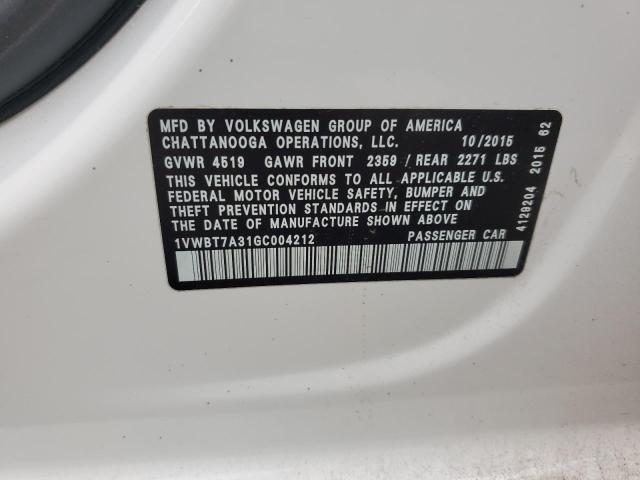 MFD BY VOLKSWAGEN GROUP OF AMERICA
CHATTANOOGA OPERATIONS, LLC. 10/2015
GVWR 4519 GAWR FRONT 2359 / REAR 2271 LBS
THIS VEHICLE CONFORMS TO ALL APPLICABLE U.S.
FEDERAL MOTOR VEHICLE SAFETY, BUMPER AND
THEFT PREVENTION STANDARDS IN EFFECT ON
THE DATE OF MANUFACTURE SHOWN ABOVE
1VWBT7A31GC004212 PASSENGER CAR
4129204 2015 62